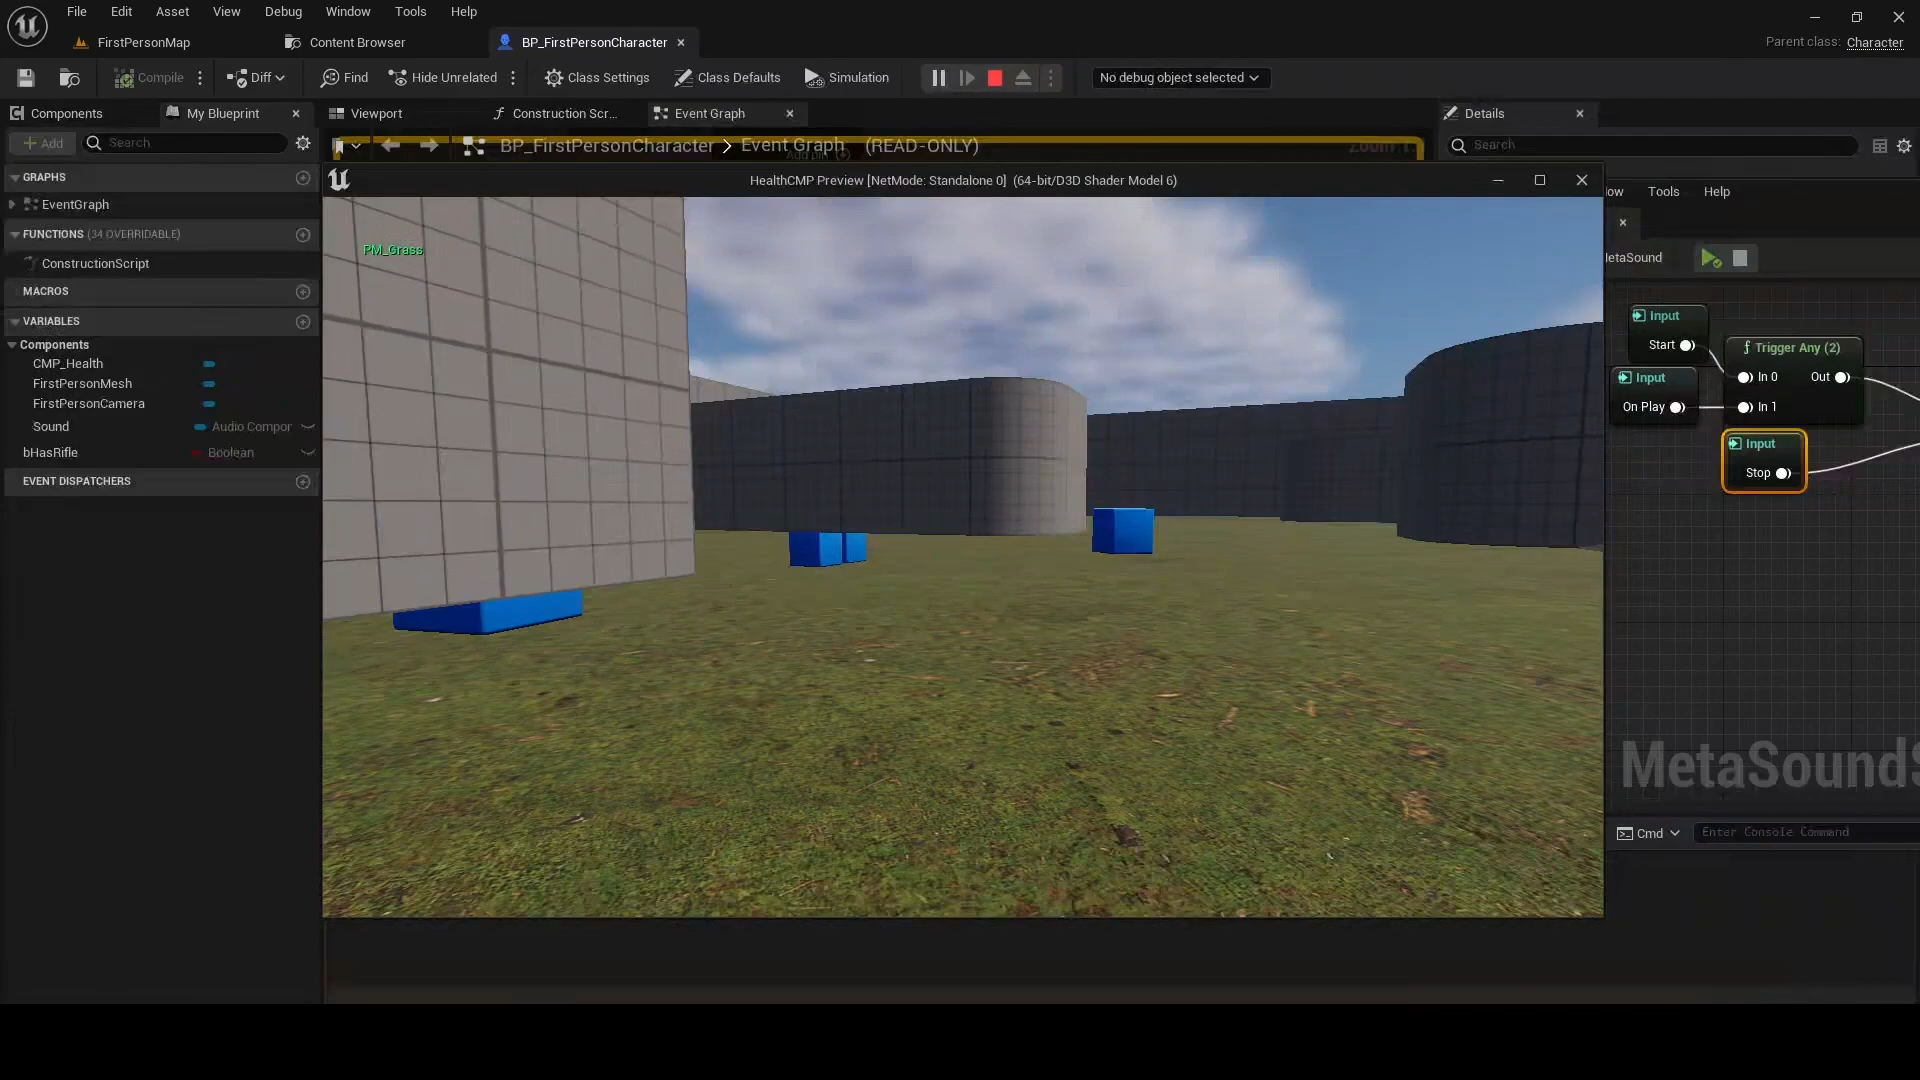 File Edit Asset View Debug Window Tools Help
FirstPersonMap Content Browser BP_FirstPersonCharacter
Parent class: Character
Compile Diff Find Hide Unrelated Class Settings Class Defaults Simulation No debug object selected
Components My Blueprint Viewport Construction Scr... Event Graph Details
Add Search BP_FirstPersonCharacter > Event Graph (READ-ONLY) Search
Add pin
HealthCMP Preview [NetMode: Standalone 0] (64-bit/D3D Shader Model 6)
GRAPHS
EventGraph
FUNCTIONS (34 OVERRIDABLE)
ConstructionScript
MACROS
VARIABLES
Components
CMP_Health
FirstPersonMesh
FirstPersonCamera
Sound Audio Compor
bHasRifle Boolean
EVENT DISPATCHERS
PM_Grass
ow Tools Help
etaSound
Input
Start
Trigger Any (2)
Input
In 0 Out
On Play
In 1
Input
Stop
MetaSoundS
Cmd Enter Console Command